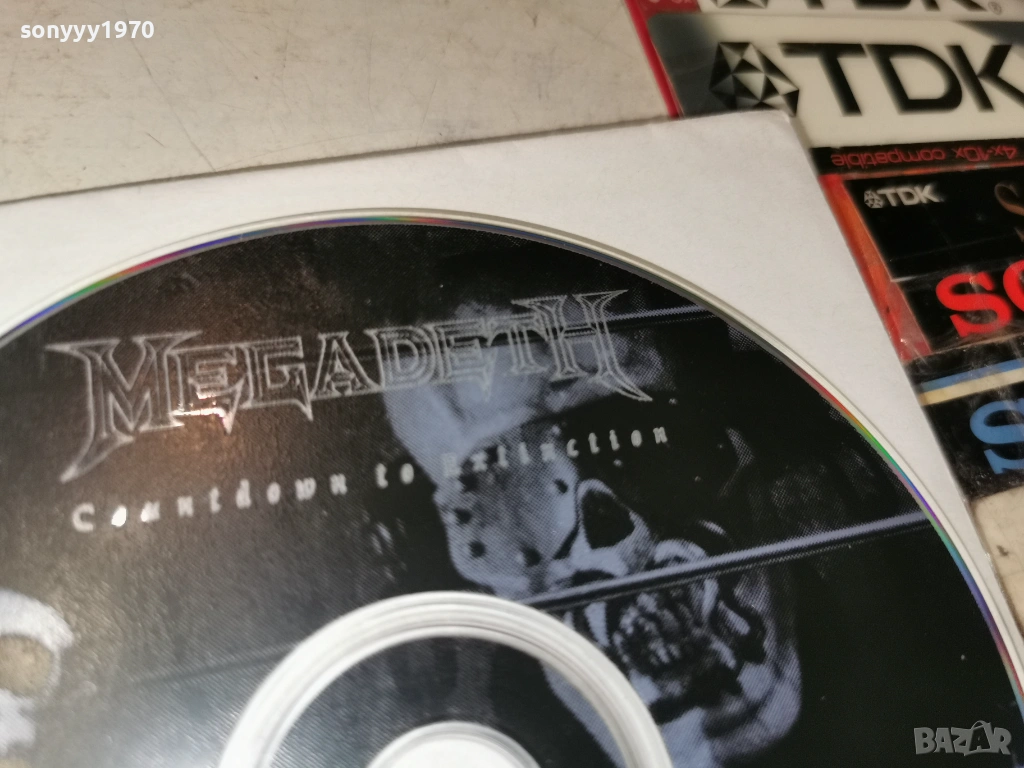 sonyyy1970
TDK
TDK
4x-10x compatible
TDK
MEGADETH
Countdown to Extinction
BAZAR